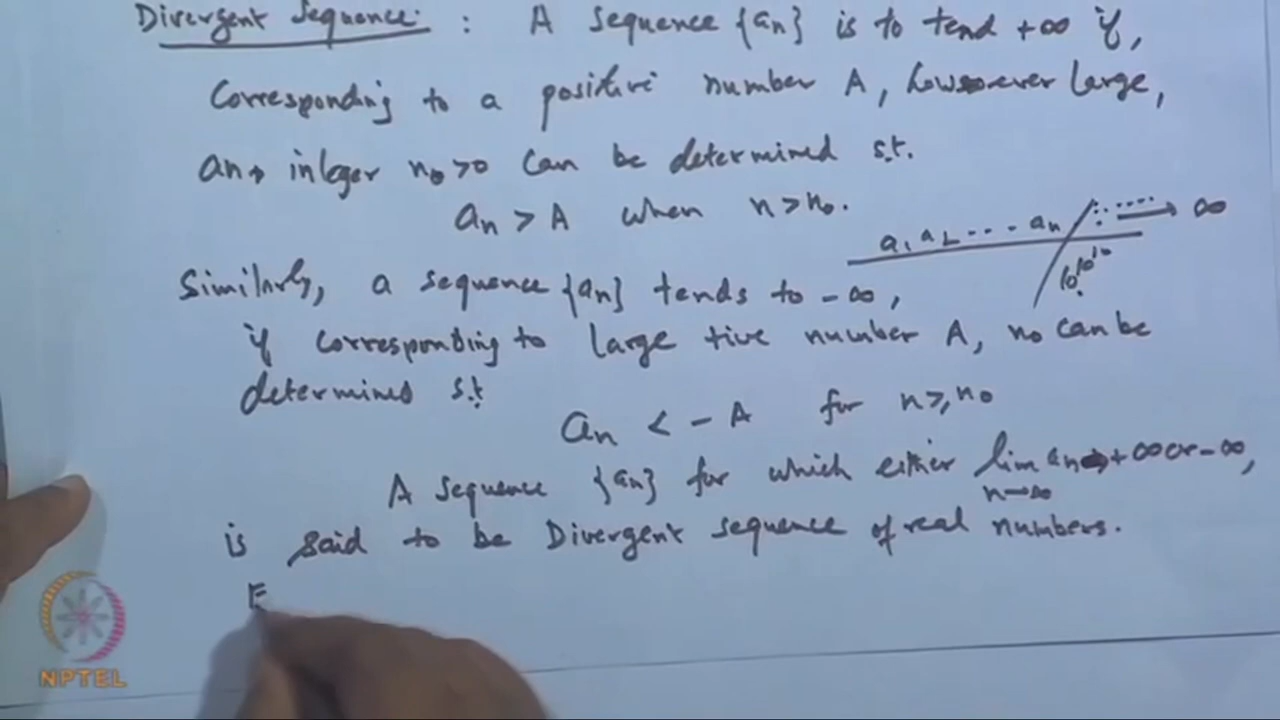 Divergent Sequence : A sequence {an} is to tend +∞ if,
Corresponding to a positive number A, howsoever large,
an integer n₀>0 can be determined s.t.
an > A when n>n₀.
a₁ a₂ ... an ...... → ∞
10^10^10
Similarly, a sequence {an} tends to -∞,
if corresponding to large +ive number A, n₀ can be
determined s.t
an < -A for n≥n₀
A sequence {an} for which either lim an → +∞ or -∞,
n→∞
is said to be Divergent sequence of real numbers.
E
NPTEL